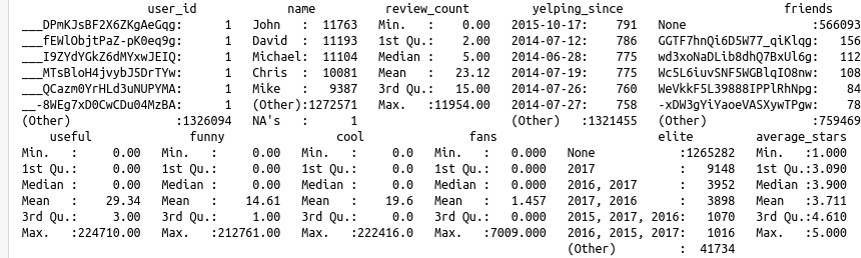 user_id name review_count yelping_since friends
___DPmKJsBF2X6ZKgAeGqg: 1 John : 11763 Min. : 0.00 2015-10-17: 791 None :566093
___fEWlObjtPaZ-pK0eq9g: 1 David : 11193 1st Qu.: 2.00 2014-07-12: 786 GGTF7hnQi6D5W77_qiKlqg: 156
___I9ZYdYGkZ6dMYxwJEIQ: 1 Michael: 11104 Median : 5.00 2014-06-28: 775 wd3xoNaDLib8dhQ7BxUl6g: 112
___MTsBloH4jvybJ5DrTYw: 1 Chris : 10081 Mean : 23.12 2014-07-19: 775 Wc5L6iuvSNF5WGBlqIO8nw: 108
___QCazm0YrHLd3uNUPYMA: 1 Mike : 9387 3rd Qu.: 15.00 2014-07-26: 760 WeVkkF5L39888IPPlRhNpg: 84
__-8WEg7xD0CwCDu04MzBA: 1 (Other):1272571 Max. :11954.00 2014-07-27: 758 -xDW3gYiYaoeVASXywTPgw: 78
(Other) :1326094 NA's : 1 (Other) :1321455 (Other) :759469
useful funny cool fans elite average_stars
Min. : 0.00 Min. : 0.00 Min. : 0.0 Min. : 0.000 None :1265282 Min. :1.000
1st Qu.: 0.00 1st Qu.: 0.00 1st Qu.: 0.0 1st Qu.: 0.000 2017 : 9148 1st Qu.:3.090
Median : 0.00 Median : 0.00 Median : 0.0 Median : 0.000 2016, 2017 : 3952 Median :3.900
Mean : 29.34 Mean : 14.61 Mean : 19.6 Mean : 1.457 2017, 2016 : 3898 Mean :3.711
3rd Qu.: 3.00 3rd Qu.: 1.00 3rd Qu.: 0.0 3rd Qu.: 0.000 2015, 2017, 2016: 1070 3rd Qu.:4.610
Max. :224710.00 Max. :212761.00 Max. :222416.0 Max. :7009.000 2016, 2015, 2017: 1016 Max. :5.000
(Other) : 41734